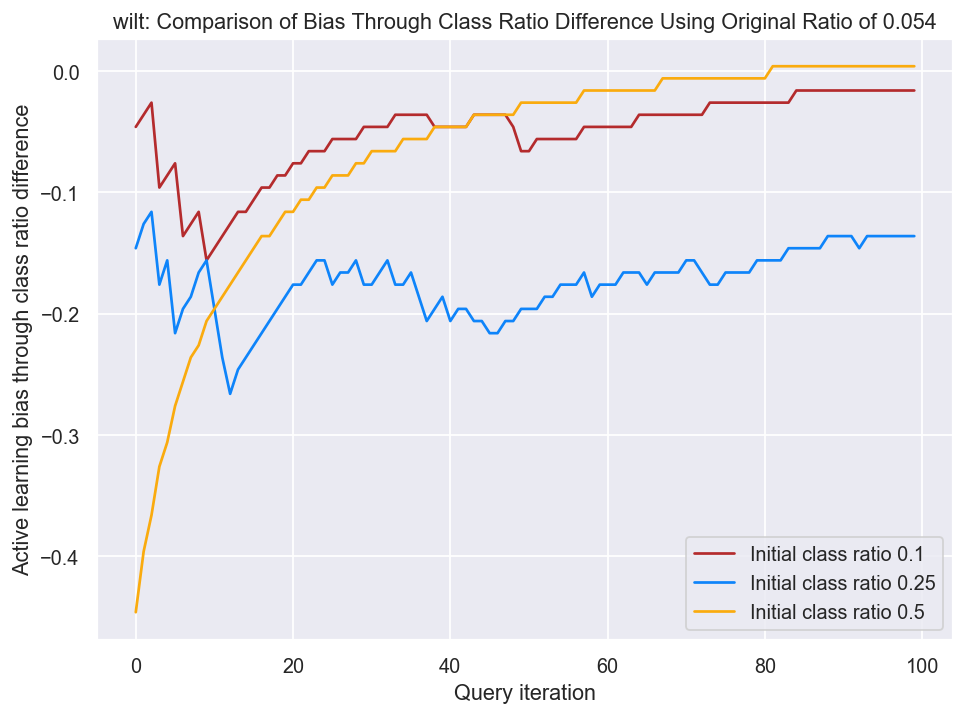 wilt: Comparison of Bias Through Class Ratio Difference Using Original Ratio of 0.054
Active learning bias through class ratio difference
0.0
−0.1
−0.2
−0.3
−0.4
Initial class ratio 0.1
Initial class ratio 0.25
Initial class ratio 0.5
0
20
40
60
80
100
Query iteration